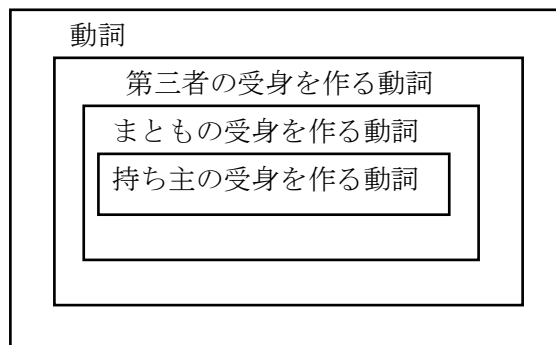 動詞
第三者の受身を作る動詞
まともの受身を作る動詞
持ち主の受身を作る動詞